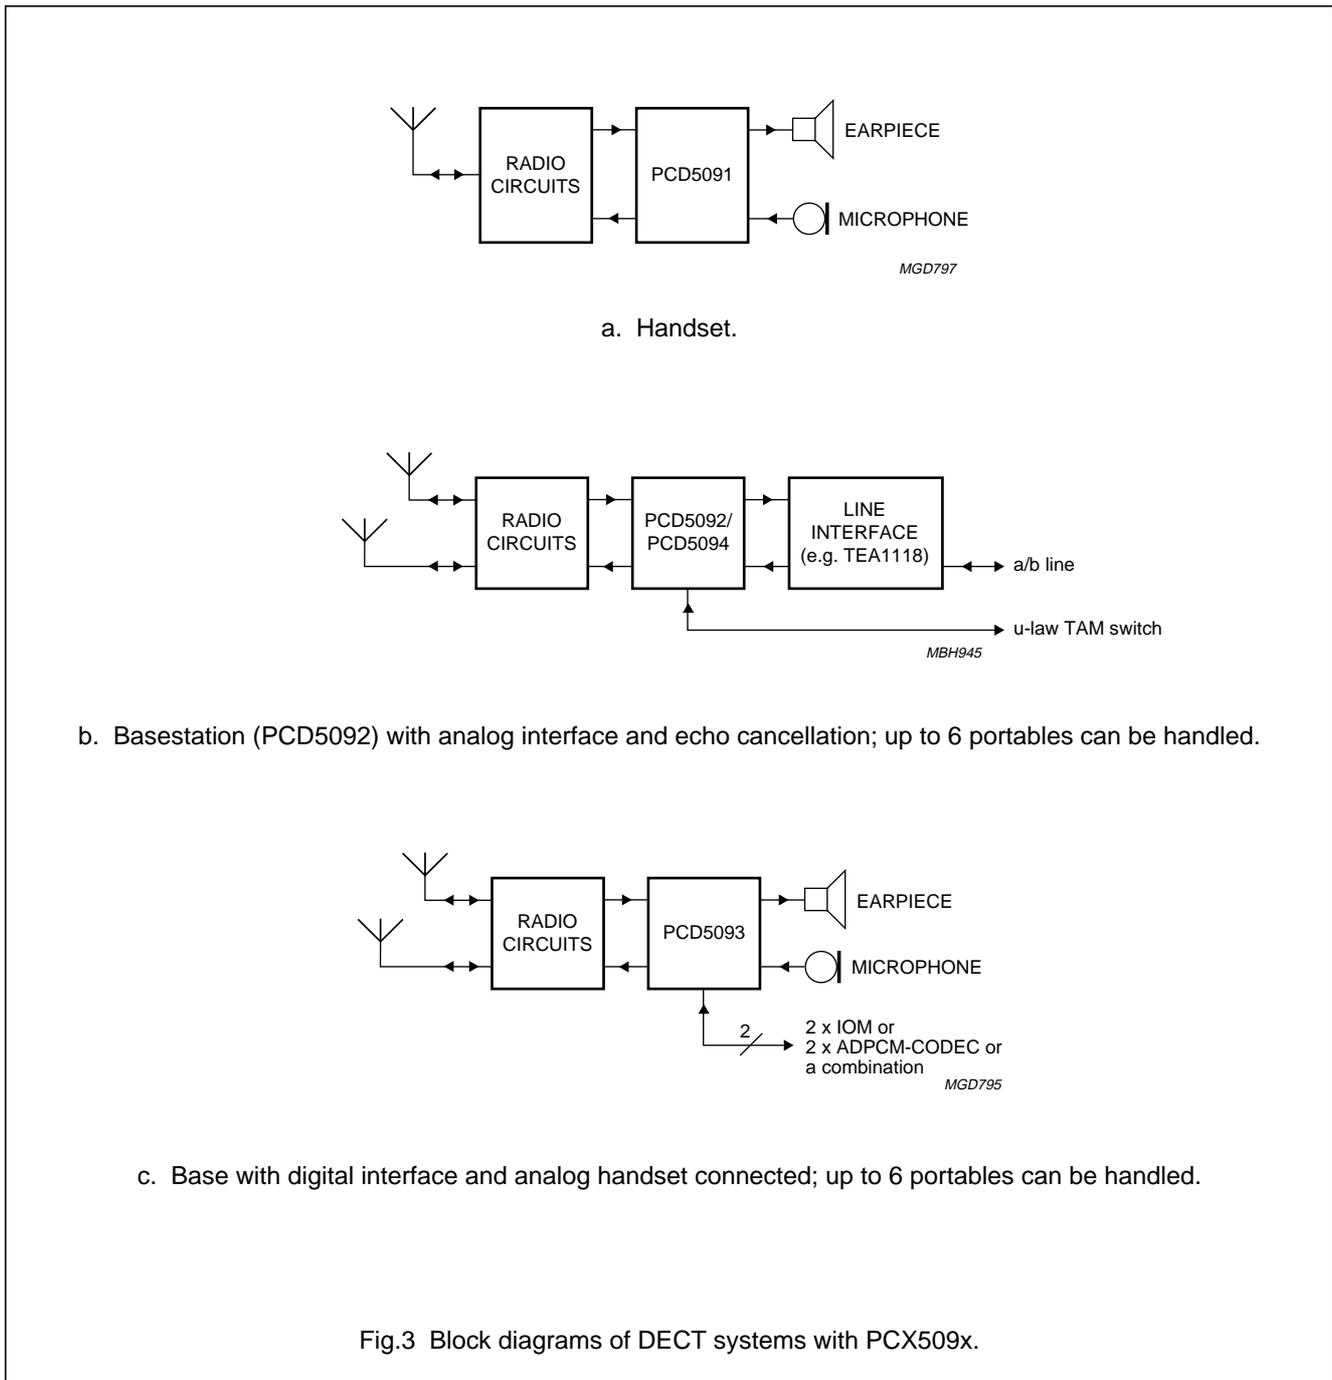 RADIO
CIRCUITS
PCD5091
EARPIECE
MICROPHONE
MGD797
a. Handset.
RADIO
CIRCUITS
PCD5092/
PCD5094
LINE
INTERFACE
(e.g. TEA1118)
a/b line
u-law TAM switch
MBH945
b. Basestation (PCD5092) with analog interface and echo cancellation; up to 6 portables can be handled.
RADIO
CIRCUITS
PCD5093
EARPIECE
MICROPHONE
2
2 x IOM or
2 x ADPCM-CODEC or
a combination
MGD795
c. Base with digital interface and analog handset connected; up to 6 portables can be handled.
Fig.3 Block diagrams of DECT systems with PCX509x.